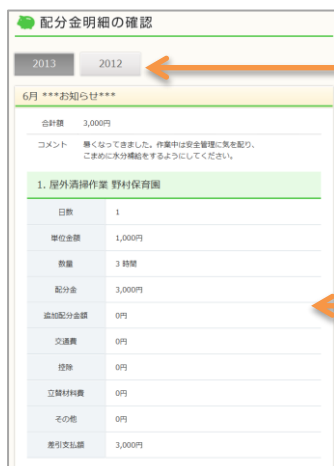 配分金明細の確認
2013 2012
6月 ***お知らせ***
合計額 3,000円
コメント 暑くなってきました。作業中は安全管理に気を配り、
こまめに水分補給をするようにしてください。
1. 屋外清掃作業 野村保育園
日数 1
単位金額 1,000円
数量 3 時間
配分金 3,000円
追加配分金額 0円
交通費 0円
控除 0円
立替材料費 0円
その他 0円
差引支払額 3,000円